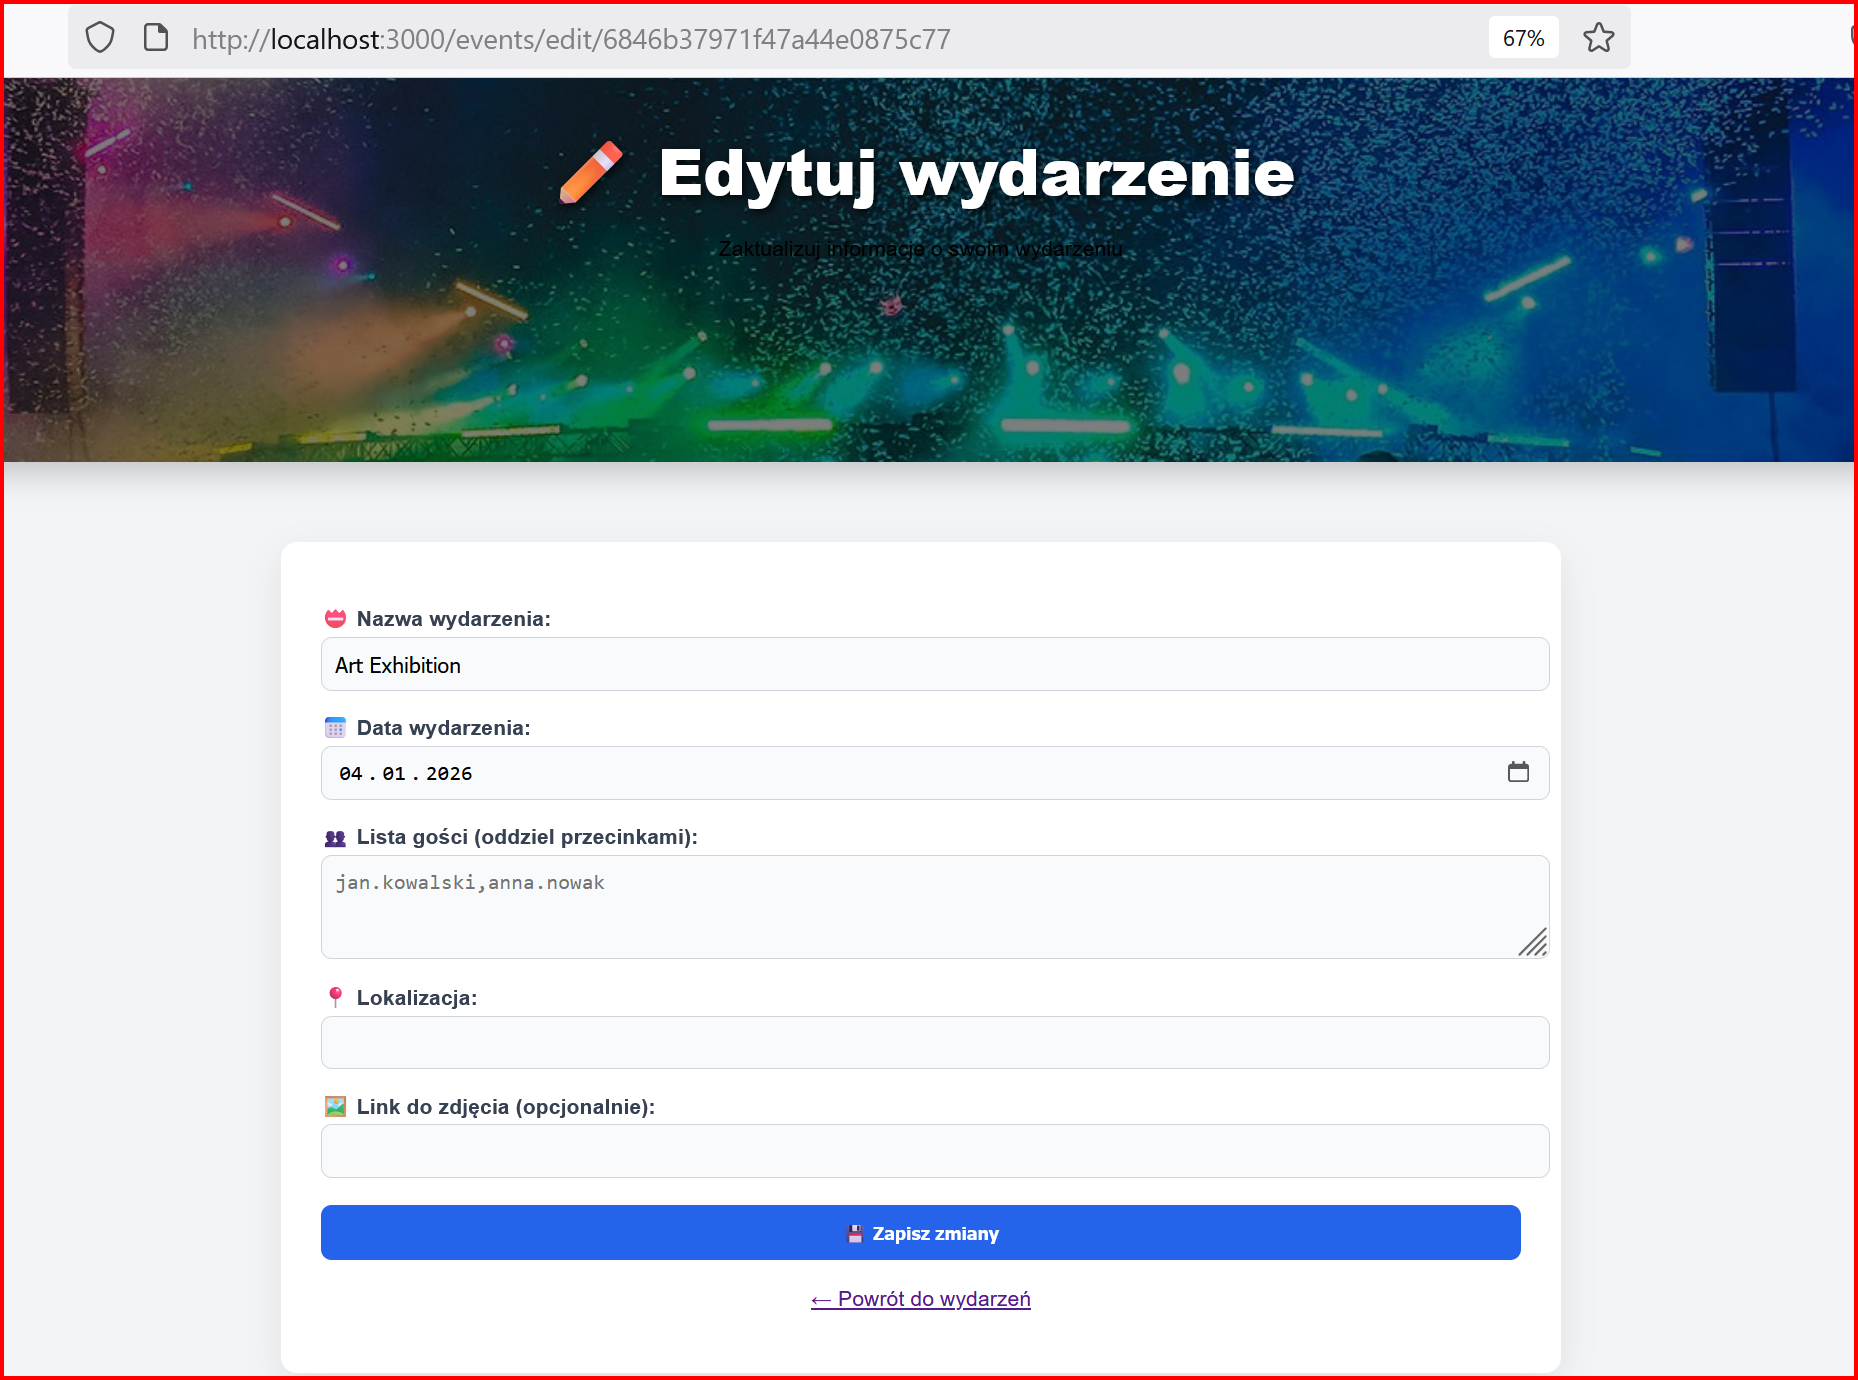 http://localhost:3000/events/edit/6846b37971f47a44e0875c77
67%
Edytuj wydarzenie
Zaktualizuj informacje o swoim wydarzeniu
Nazwa wydarzenia:
Art Exhibition
Data wydarzenia:
04.01.2026
Lista gości (oddziel przecinkami):
jan.kowalski,anna.nowak
Lokalizacja:
Link do zdjęcia (opcjonalnie):
Zapisz zmiany
← Powrót do wydarzeń